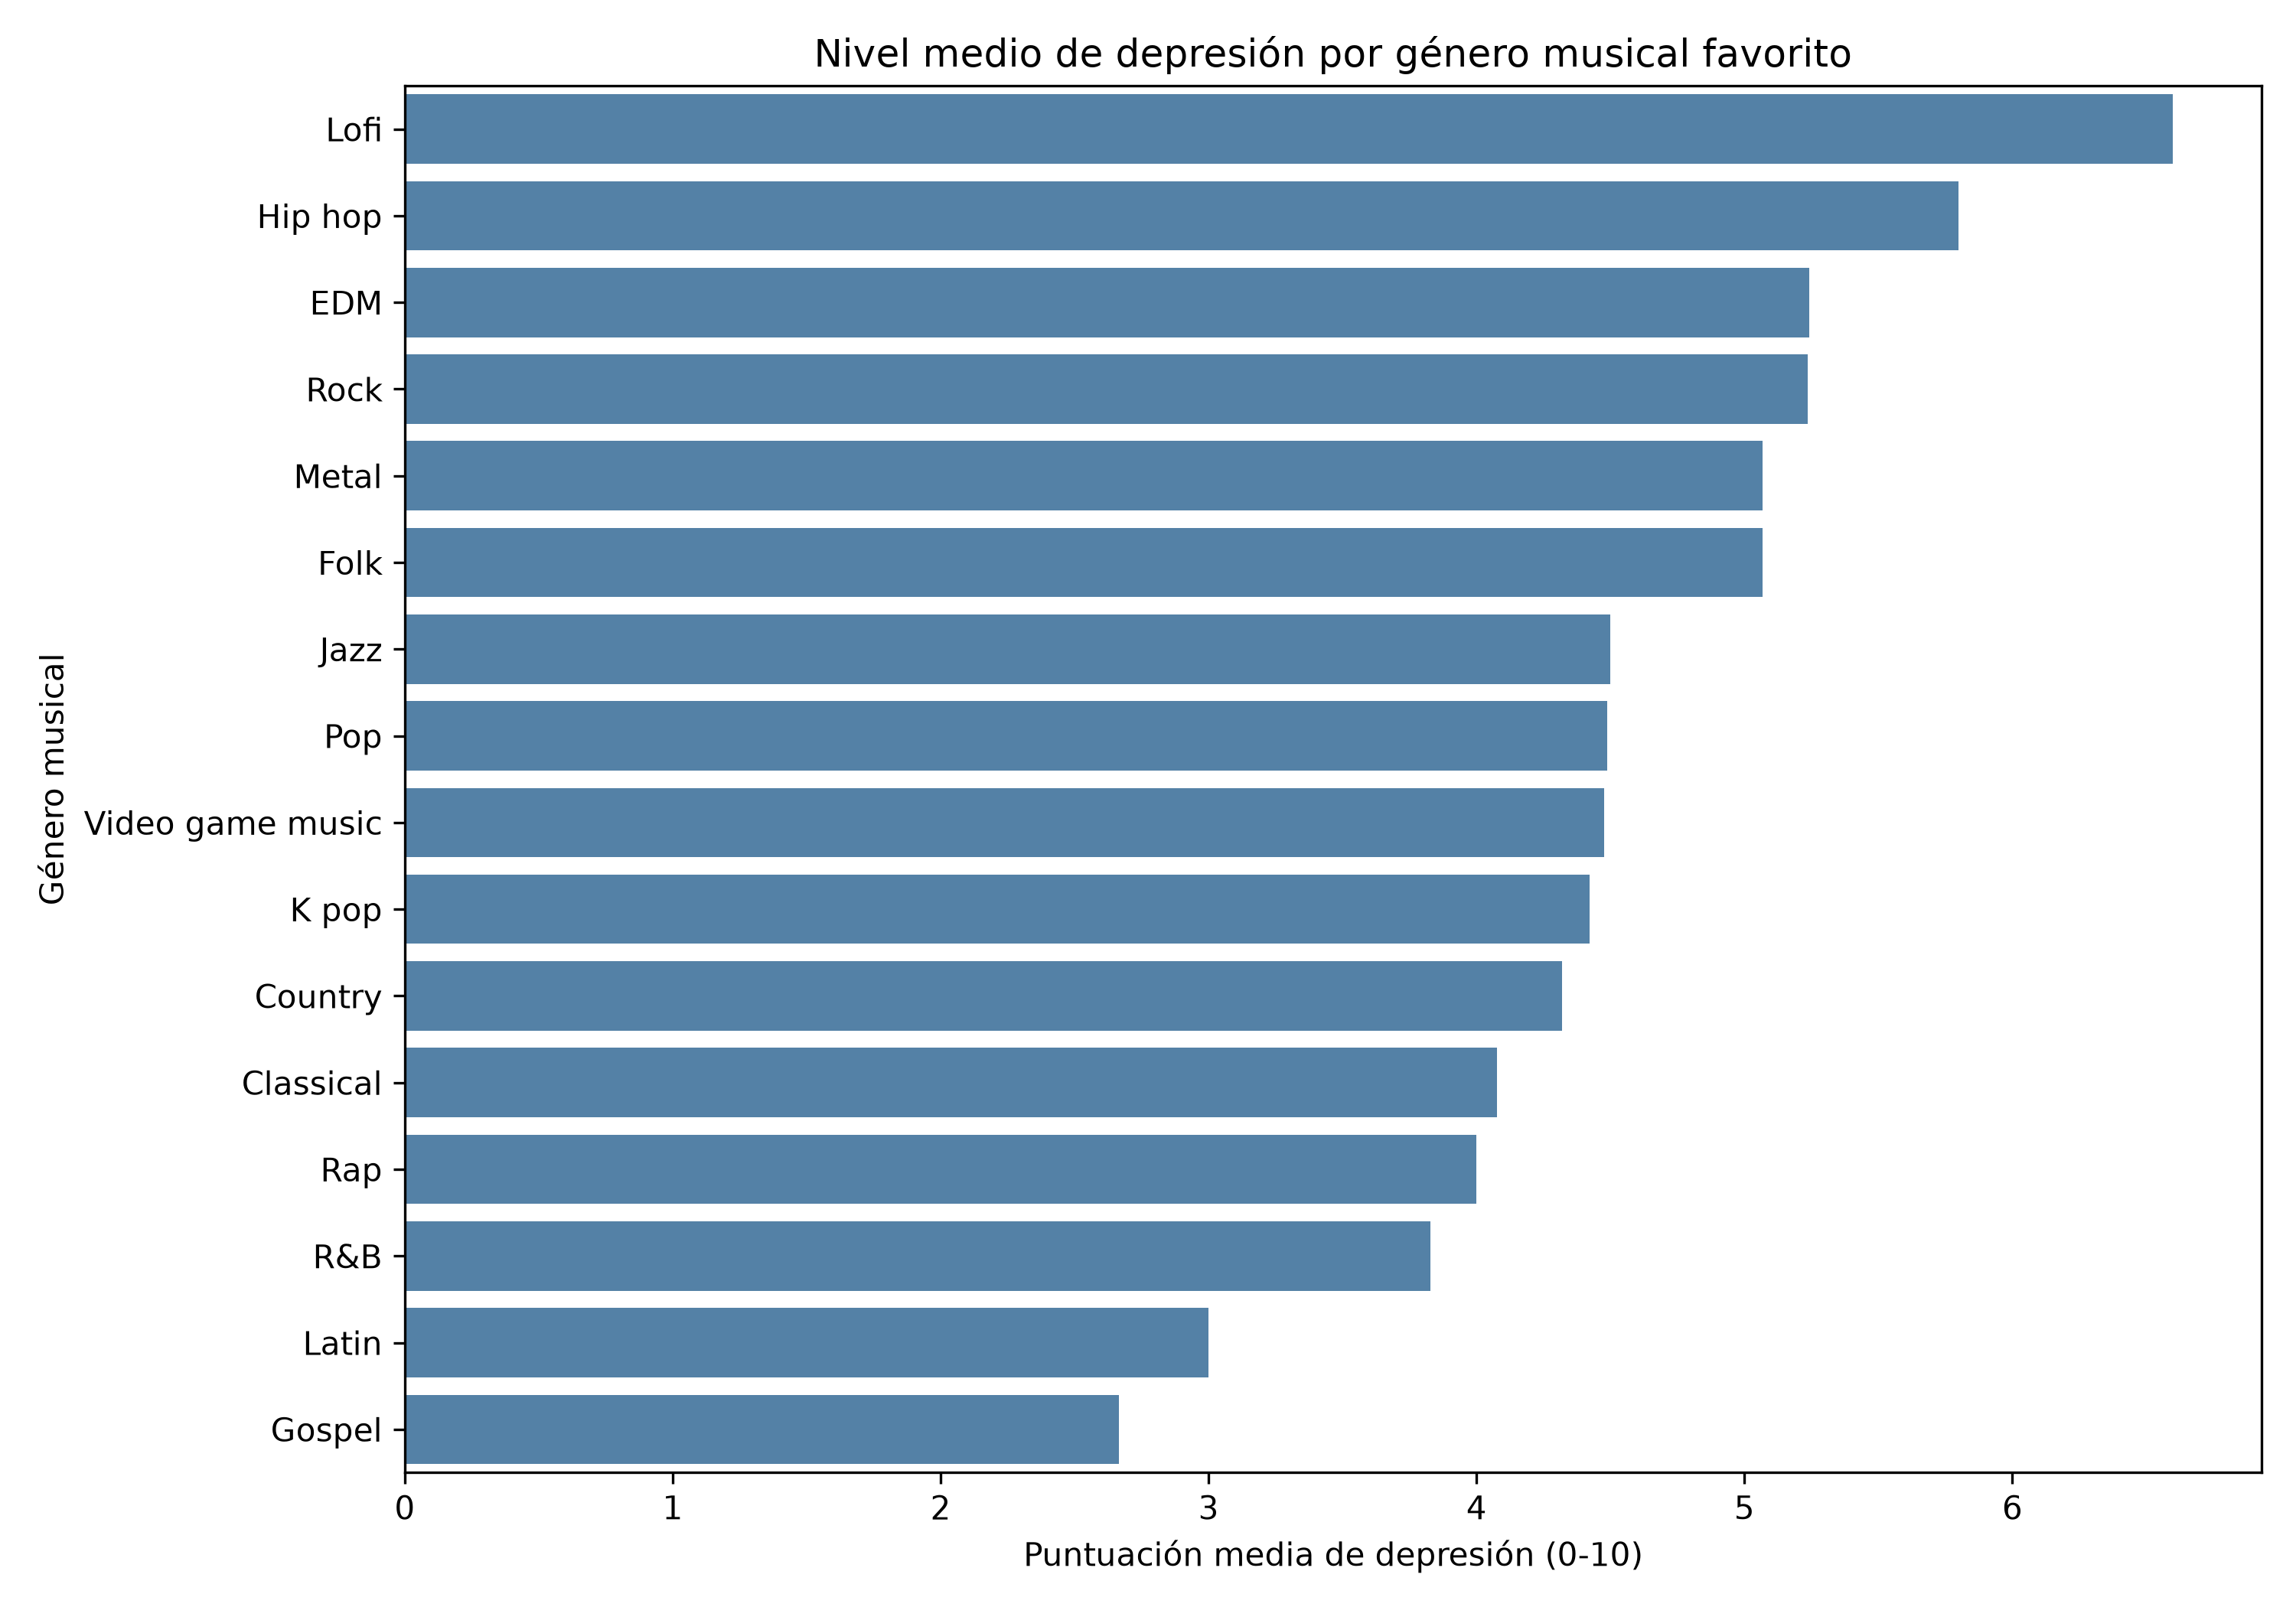 Nivel medio de depresión por género musical favorito
Género musical
Lofi
Hip hop
EDM
Rock
Metal
Folk
Jazz
Pop
Video game music
K pop
Country
Classical
Rap
R&B
Latin
Gospel
0 1 2 3 4 5 6
Puntuación media de depresión (0-10)